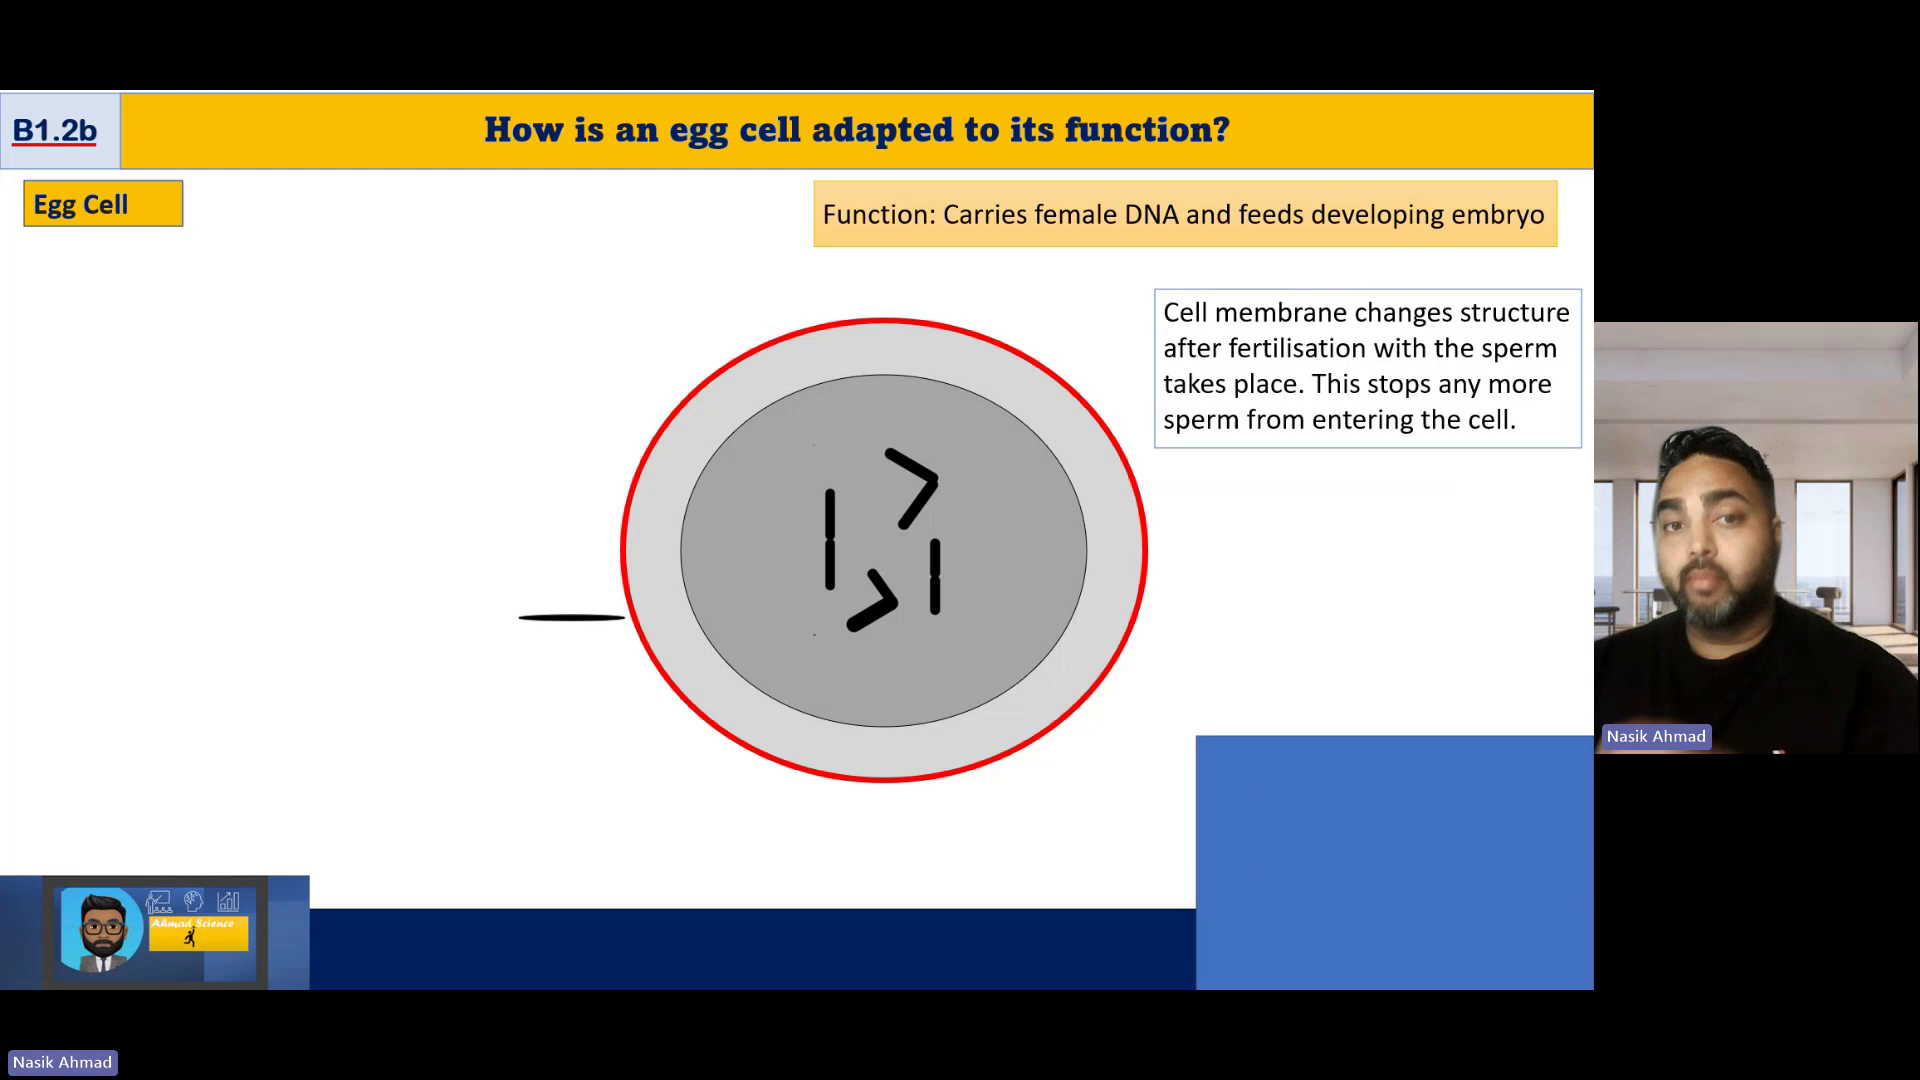 B1.2b
How is an egg cell adapted to its function?
Egg Cell
Function: Carries female DNA and feeds developing embryo
Cell membrane changes structure
after fertilisation with the sperm
takes place. This stops any more
sperm from entering the cell.
Nasik Ahmad
Ahmad Science
Nasik Ahmad